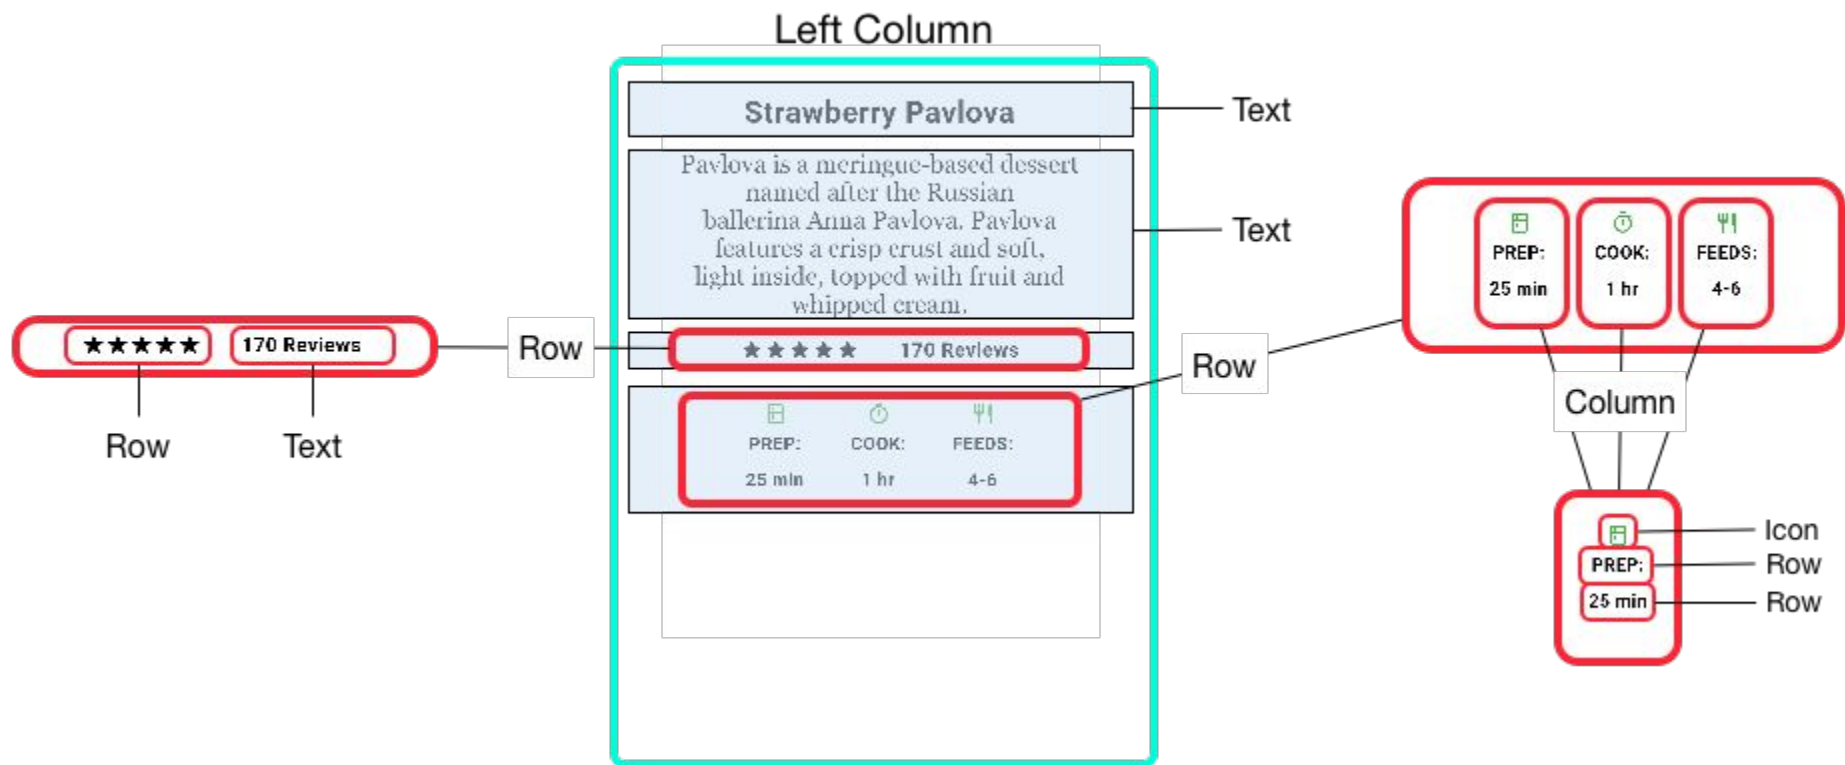 Left Column
Strawberry Pavlova
Text
Pavlova is a meringue-based dessert
named after the Russian
ballerina Anna Pavlova. Pavlova
features a crisp crust and soft,
light inside, topped with fruit and
whipped cream.
Text
★★★★★ 170 Reviews
Row
★★★★★ 170 Reviews
Row
Text
Row
PREP: COOK: FEEDS:
25 min 1 hr 4-6
PREP: COOK: FEEDS:
25 min 1 hr 4-6
Column
Icon
PREP:
Row
25 min
Row